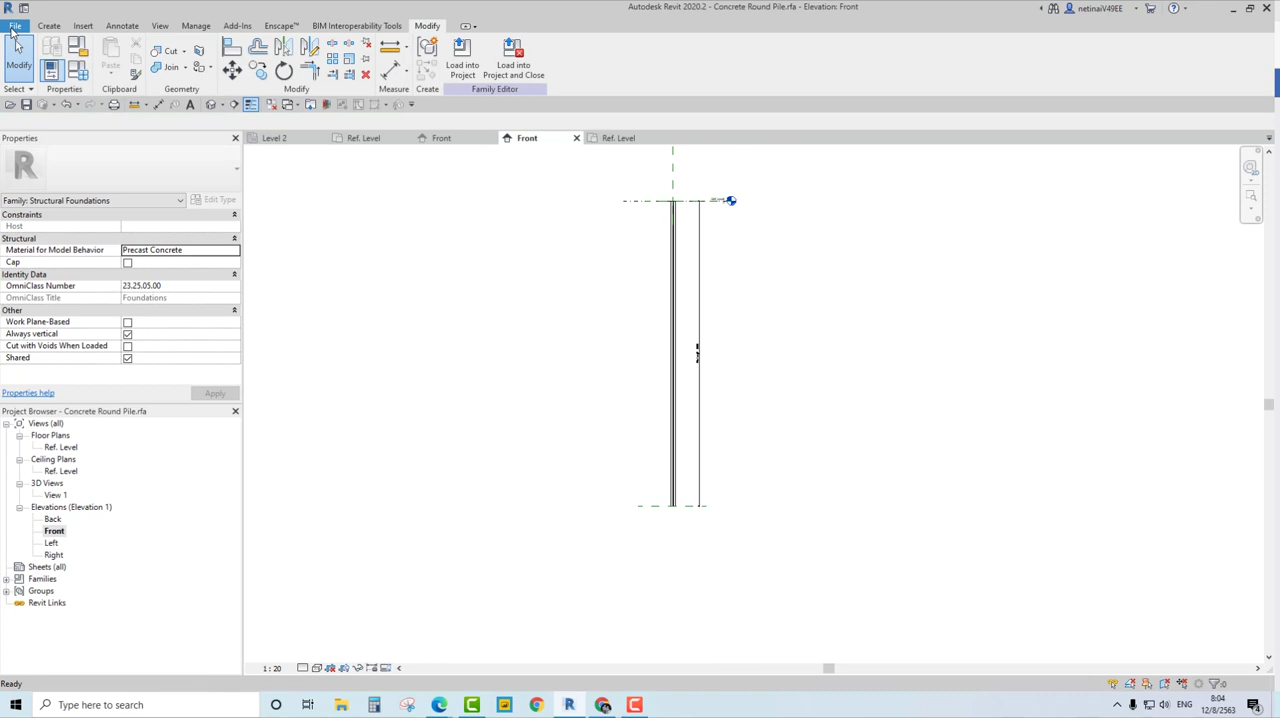 Autodesk Revit 2020.2 - Concrete Round Pile.rfa - Elevation: Front
netinaiV49EE
File Create Insert Annotate View Manage Add-Ins Enscape™ BIM Interoperability Tools Modify
Modify
Paste
Cut
Join
Load into
Project
Load into
Project and Close
Select Properties Clipboard Geometry Modify Measure Create Family Editor
Properties
Level 2 Ref. Level Front Front Ref. Level
Family: Structural Foundations
Edit Type
Constraints
Host
Structural
Material for Model Behavior Precast Concrete
Cap
Identity Data
OmniClass Number 23.25.05.00
OmniClass Title Foundations
Other
Work Plane-Based
Always vertical
Cut with Voids When Loaded
Shared
Properties help
Apply
Project Browser - Concrete Round Pile.rfa
Views (all)
Floor Plans
Ref. Level
Ceiling Plans
Ref. Level
3D Views
View 1
Elevations (Elevation 1)
Back
Front
Left
Right
Sheets (all)
Families
Groups
Revit Links
1 : 20
Ready
:0
Type here to search
ENG
8:04
12/8/2563
4